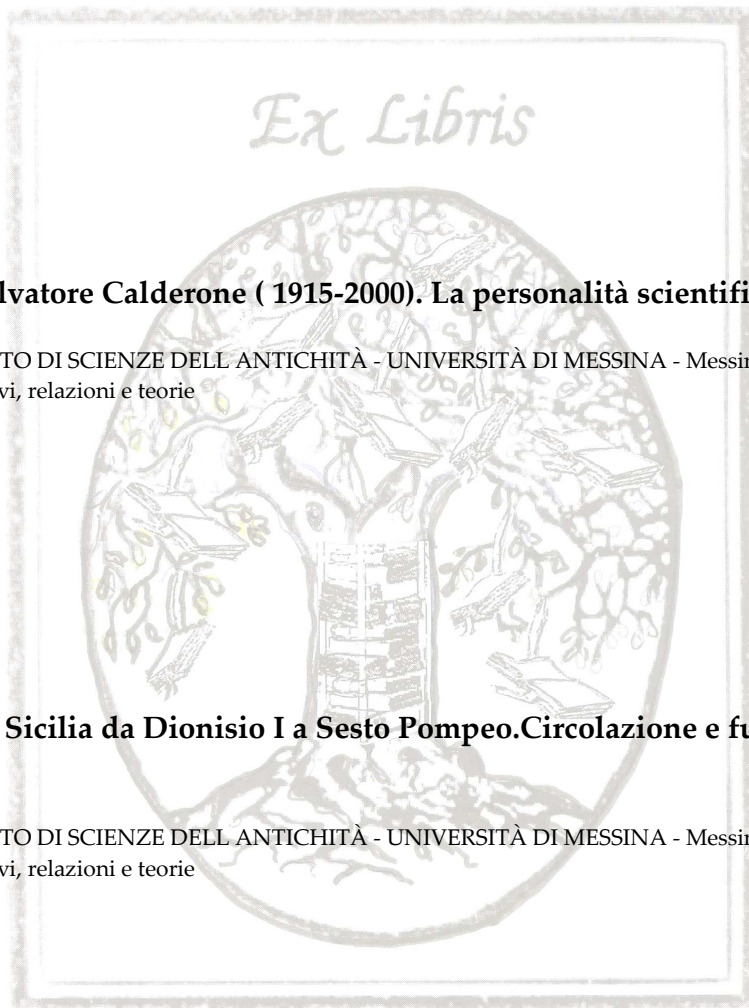 Ex Libris
lvatore Calderone ( 1915-2000). La personalità scientifi
TO DI SCIENZE DELL ANTICHITÀ - UNIVERSITÀ DI MESSINA - Messin
vi, relazioni e teorie
Sicilia da Dionisio I a Sesto Pompeo.Circolazione e fu
TO DI SCIENZE DELL ANTICHITÀ - UNIVERSITÀ DI MESSINA - Messin
vi, relazioni e teorie